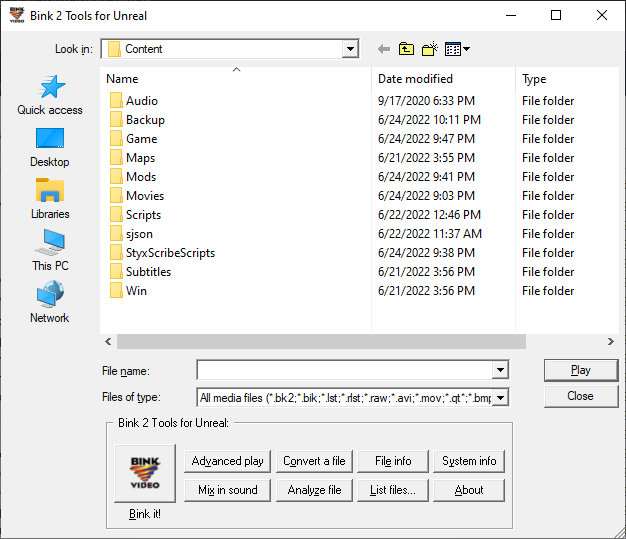 Bink 2 Tools for Unreal
Look in: Content
Name Date modified Type
Audio 9/17/2020 6:33 PM File folder
Backup 6/24/2022 10:11 PM File folder
Game 6/24/2022 9:47 PM File folder
Maps 6/21/2022 3:55 PM File folder
Mods 6/24/2022 9:41 PM File folder
Movies 6/24/2022 9:03 PM File folder
Scripts 6/22/2022 12:46 PM File folder
sjson 6/22/2022 11:37 AM File folder
StyxScribeScripts 6/24/2022 9:38 PM File folder
Subtitles 6/21/2022 3:56 PM File folder
Win 6/21/2022 3:56 PM File folder
Quick access
Desktop
Libraries
This PC
Network
File name: Play
Files of type: All media files (*.bk2;*.bik;*.lst;*.rlst;*.raw;*.avi;*.mov;*.qt*;*.bmp Close
Bink 2 Tools for Unreal:
BINK VIDEO
Bink it!
Advanced play Convert a file File info System info
Mix in sound Analyze file List files... About